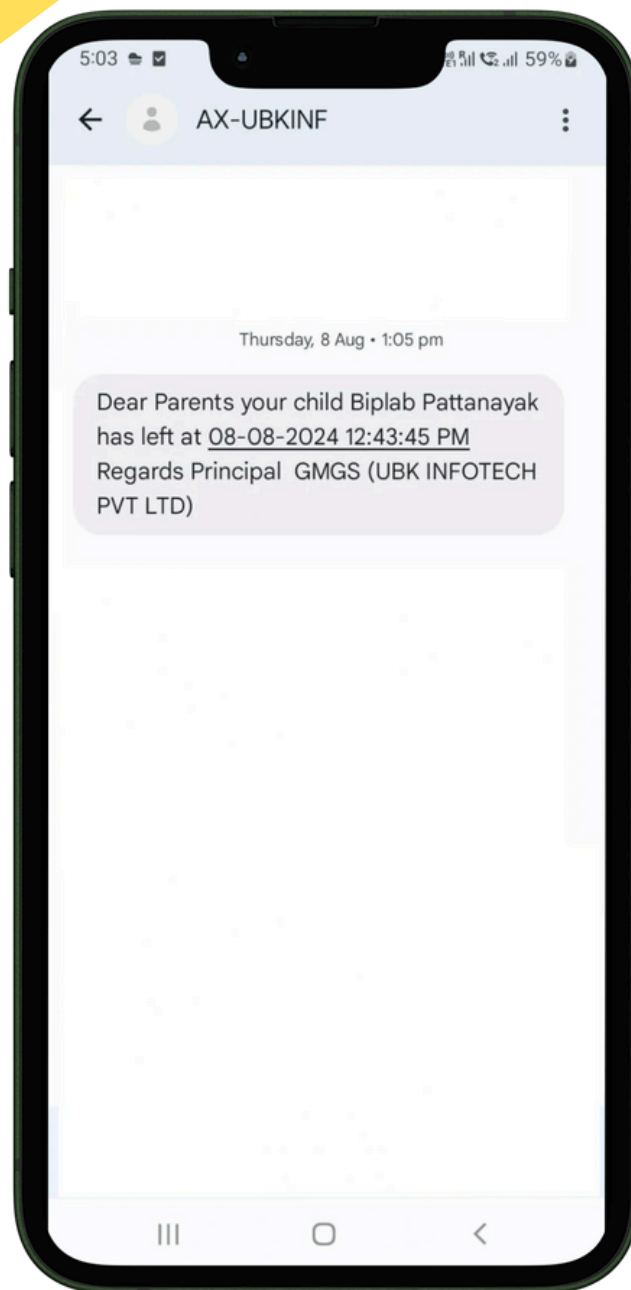 5:03 59%
AX-UBKINF
Thursday, 8 Aug • 1:05 pm
Dear Parents your child Biplab Pattanayak
has left at 08-08-2024 12:43:45 PM
Regards Principal GMGS (UBK INFOTECH
PVT LTD)